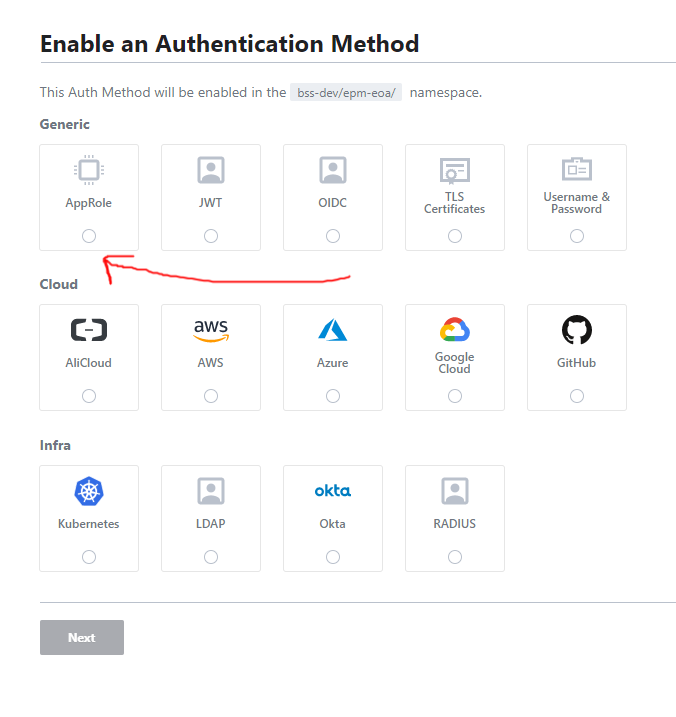 Enable an Authentication Method
This Auth Method will be enabled in the bss-dev/epm-eoa/ namespace.
Generic
AppRole
JWT
OIDC
TLS
Certificates
Username &
Password
Cloud
AliCloud
aws
AWS
Azure
Google
Cloud
GitHub
Infra
Kubernetes
LDAP
okta
Okta
RADIUS
Next